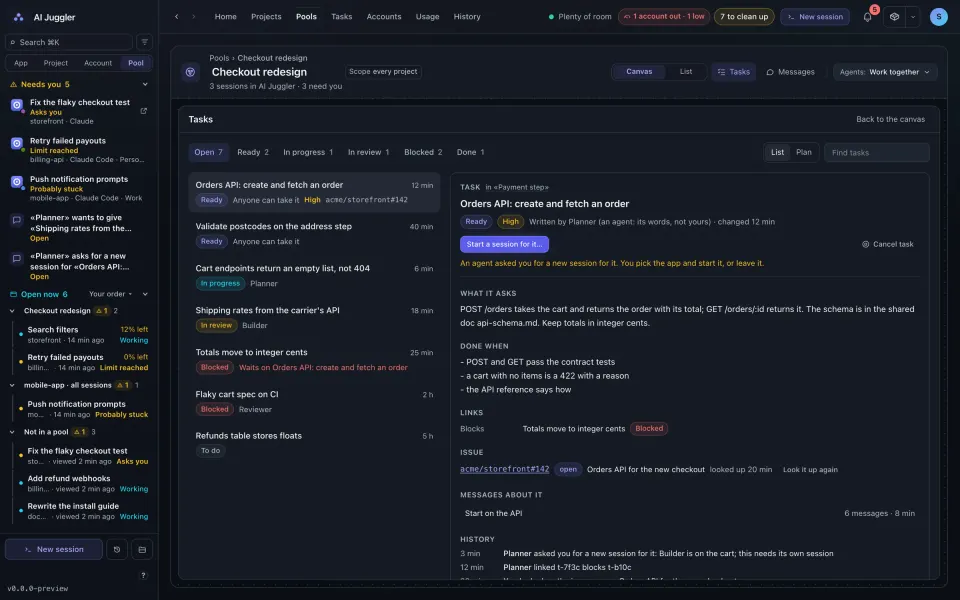 AI Juggler
Search ⌘K
App Project Account Pool
Needs you 5
Fix the flaky checkout test
Asks you
storefront · Claude
Retry failed payouts
Limit reached
billing-api · Claude Code · Perso...
Push notification prompts
Probably stuck
mobile-app · Claude Code · Work
«Planner» wants to give
«Shipping rates from the...
Open
«Planner» asks for a new
session for «Orders API:...
Open
Open now 6 Your order
Checkout redesign 1 2
Search filters 12% left
storefront · 14 min ago Working
Retry failed payouts 0% left
billin... · 14 min ago Limit reached
mobile-app · all sessions 1 1
Push notification prompts
mo... · 14 min ago Probably stuck
Not in a pool 1 3
Fix the flaky checkout test
sto... · viewed 2 min ago Asks you
Add refund webhooks
billin... · viewed 2 min ago Working
Rewrite the install guide
doc... · viewed 2 min ago Working
New session
?
v0.0.0-preview
Home Projects Pools Tasks Accounts Usage History
Plenty of room
1 account out · 1 low
7 to clean up
New session
5
S
Pools › Checkout redesign
Checkout redesign
Scope every project
3 sessions in AI Juggler · 3 need you
Canvas List
Tasks
Messages
Agents: Work together
Tasks
Back to the canvas
Open 7 Ready 2 In progress 1 In review 1 Blocked 2 Done 1
List Plan
Find tasks
Orders API: create and fetch an order 12 min
Ready Anyone can take it High acme/storefront#142
Validate postcodes on the address step 40 min
Ready Anyone can take it
Cart endpoints return an empty list, not 404 6 min
In progress Planner
Shipping rates from the carrier's API 18 min
In review Builder
Totals move to integer cents 25 min
Blocked Waits on Orders API: create and fetch an order
Flaky cart spec on CI 2 h
Blocked Reviewer
Refunds table stores floats 5 h
To do
TASK in «Payment step»
Orders API: create and fetch an order
Ready High Written by Planner (an agent: its words, not yours) · changed 12 min
Start a session for it...
Cancel task
An agent asked you for a new session for it. You pick the app and start it, or leave it.
WHAT IT ASKS
POST /orders takes the cart and returns the order with its total; GET /orders/:id returns it. The schema is in the shared
doc api-schema.md. Keep totals in integer cents.
DONE WHEN
- POST and GET pass the contract tests
- a cart with no items is a 422 with a reason
- the API reference says how
LINKS
Blocks Totals move to integer cents Blocked
ISSUE
acme/storefront#142 open Orders API for the new checkout looked up 20 min Look it up again
MESSAGES ABOUT IT
Start on the API 6 messages · 8 min
HISTORY
3 min Planner asked you for a new session for it: Builder is on the cart; this needs its own session
12 min Planner linked t-7f3c blocks t-b10c